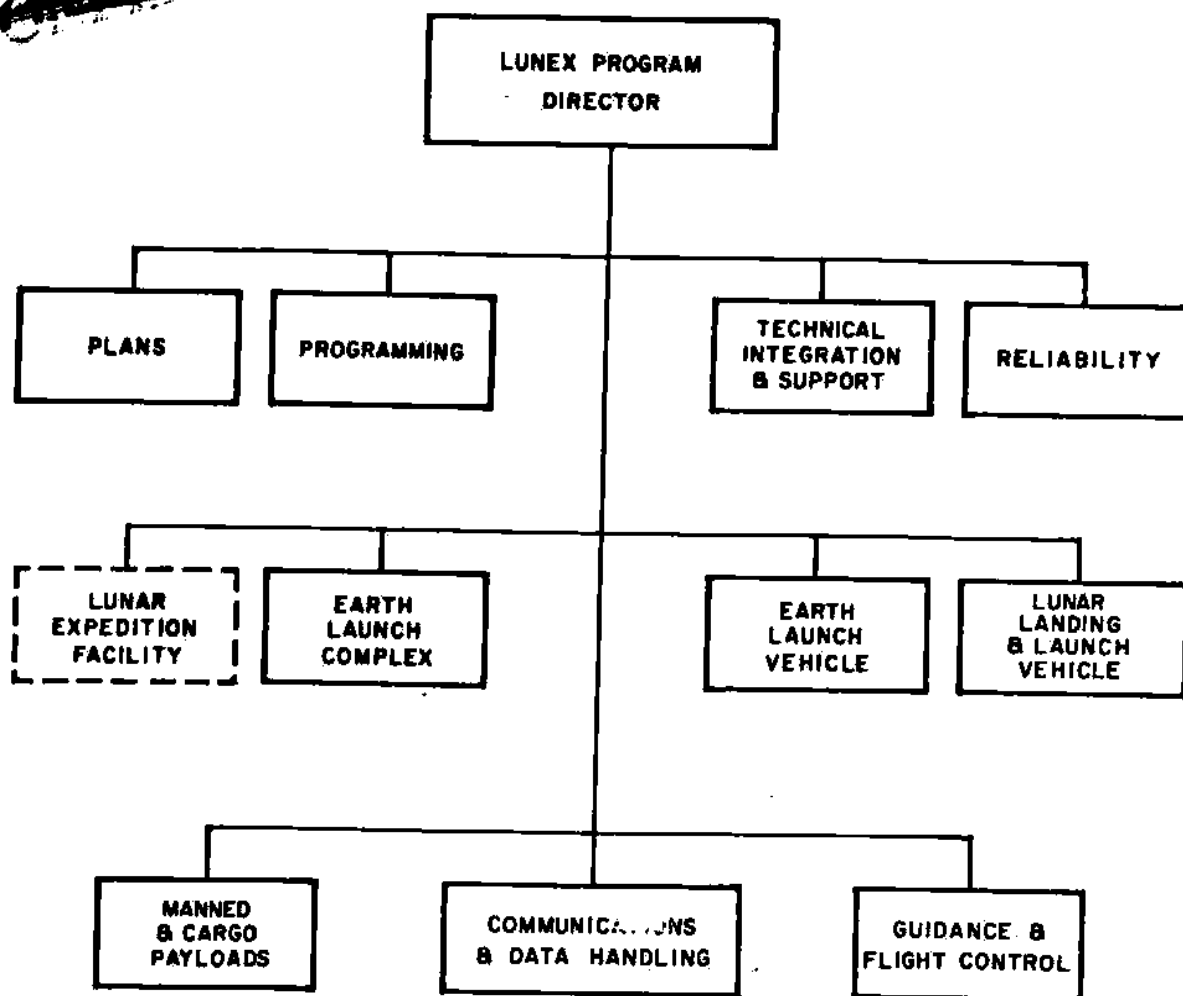 LUNEX PROGRAM
DIRECTOR
PLANS
PROGRAMMING
TECHNICAL
INTEGRATION
& SUPPORT
RELIABILITY
LUNAR
EXPEDITION
FACILITY
EARTH
LAUNCH
COMPLEX
EARTH
LAUNCH
VEHICLE
LUNAR
LANDING
& LAUNCH
VEHICLE
MANNED
& CARGO
PAYLOADS
COMMUNICATIONS
& DATA HANDLING
GUIDANCE &
FLIGHT CONTROL